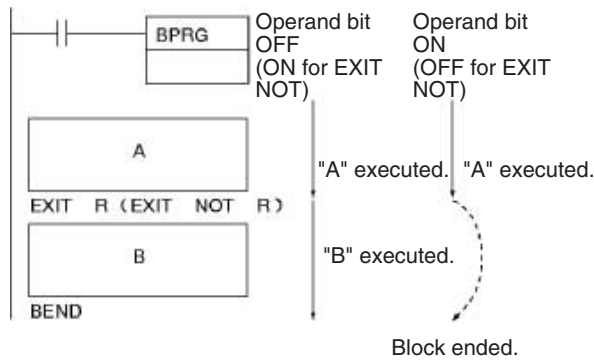 BPRG
Operand bit
OFF
(ON for EXIT
NOT)
Operand bit
ON
(OFF for EXIT
NOT)
A
"A" executed.
"A" executed.
EXIT R (EXIT NOT R)
B
"B" executed.
BEND
Block ended.